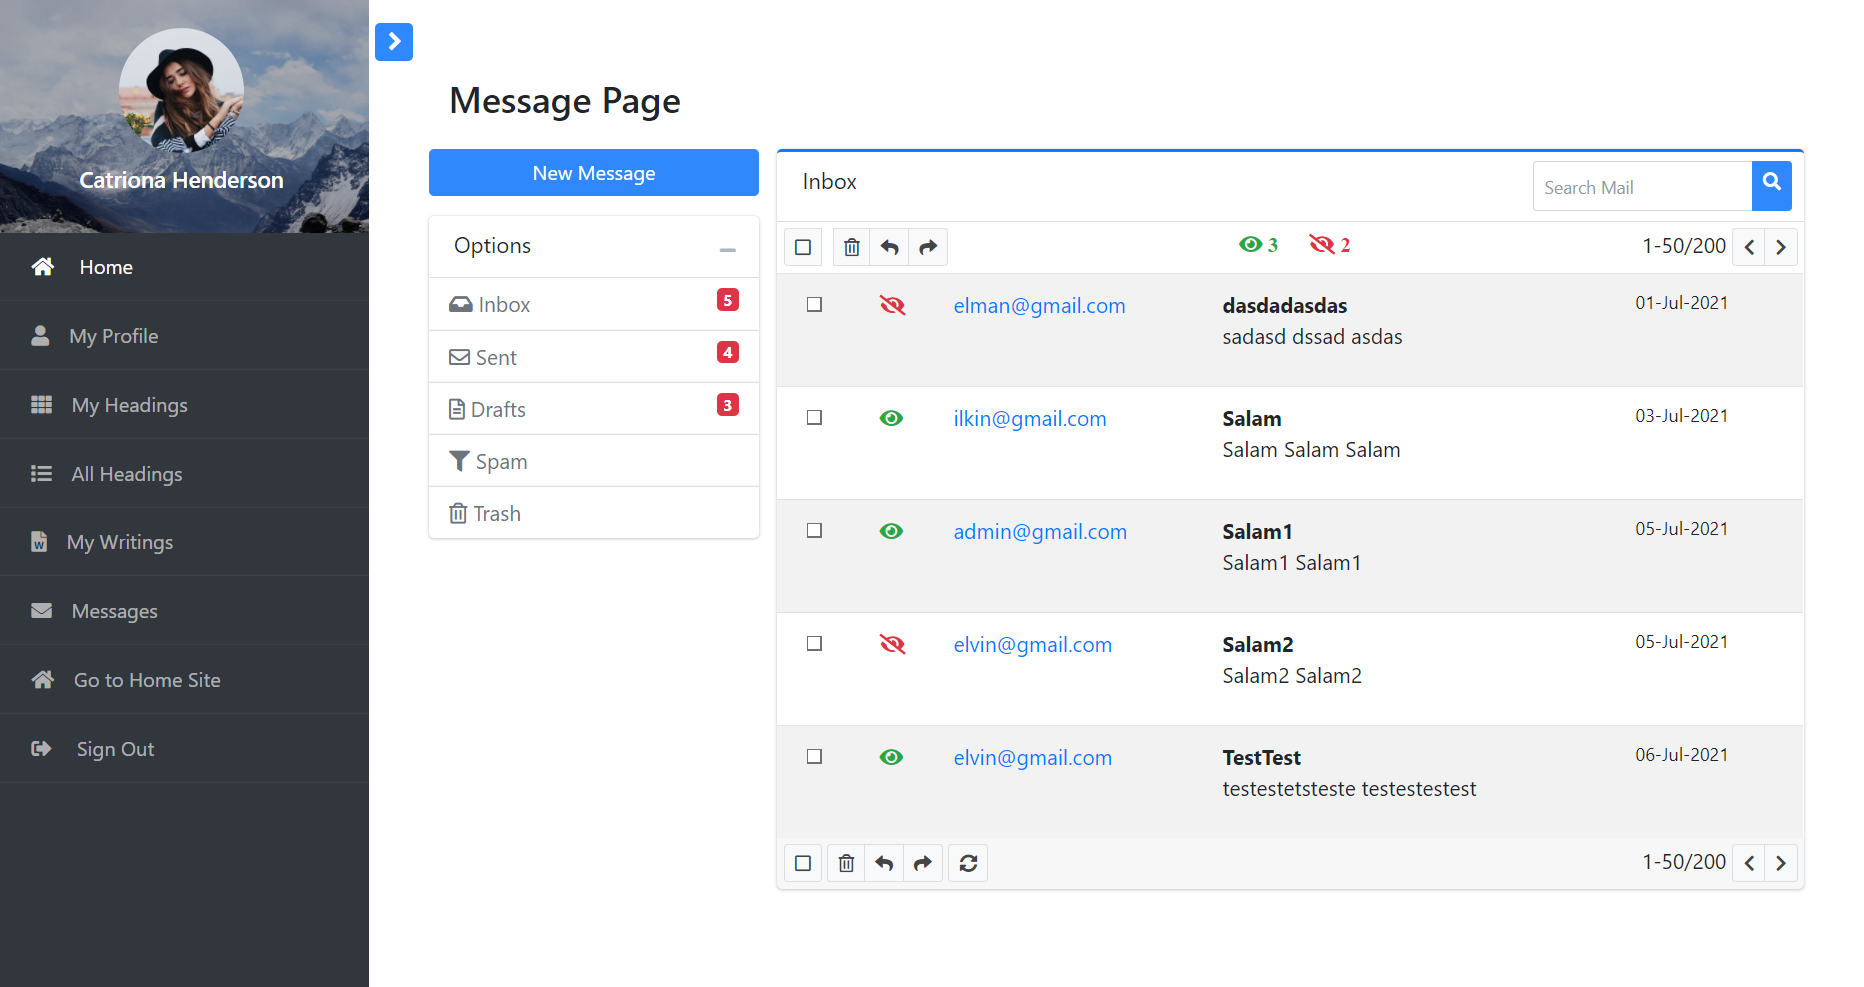 Catriona Henderson
Home
My Profile
My Headings
All Headings
My Writings
Messages
Go to Home Site
Sign Out
Message Page
New Message
Options
Inbox 5
Sent 4
Drafts 3
Spam
Trash
Inbox
Search Mail
3 2 1-50/200
elman@gmail.com dasdadasdas 01-Jul-2021
sadasd dssad asdas
ilkin@gmail.com Salam 03-Jul-2021
Salam Salam Salam
admin@gmail.com Salam1 05-Jul-2021
Salam1 Salam1
elvin@gmail.com Salam2 05-Jul-2021
Salam2 Salam2
elvin@gmail.com TestTest 06-Jul-2021
testestetsteste testestestest
1-50/200